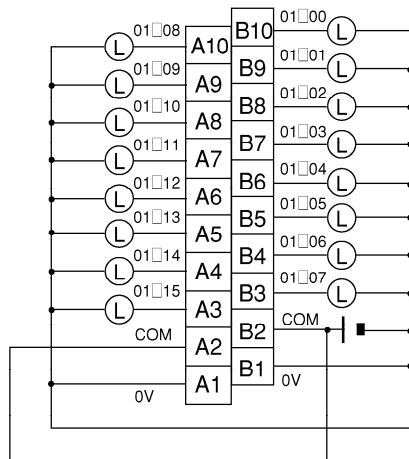 01□00
01□08 L A10 B10 L
01□01
01□09 L A9 B9 L
01□02
01□10 L A8 B8 L
01□03
01□11 L A7 B7 L
01□04
01□12 L A6 B6 L
01□05
01□13 L A5 B5 L
01□06
01□14 L A4 B4 L
01□07
01□15 L A3 B3 L
COM A2 B2 COM
0V A1 B1 0V